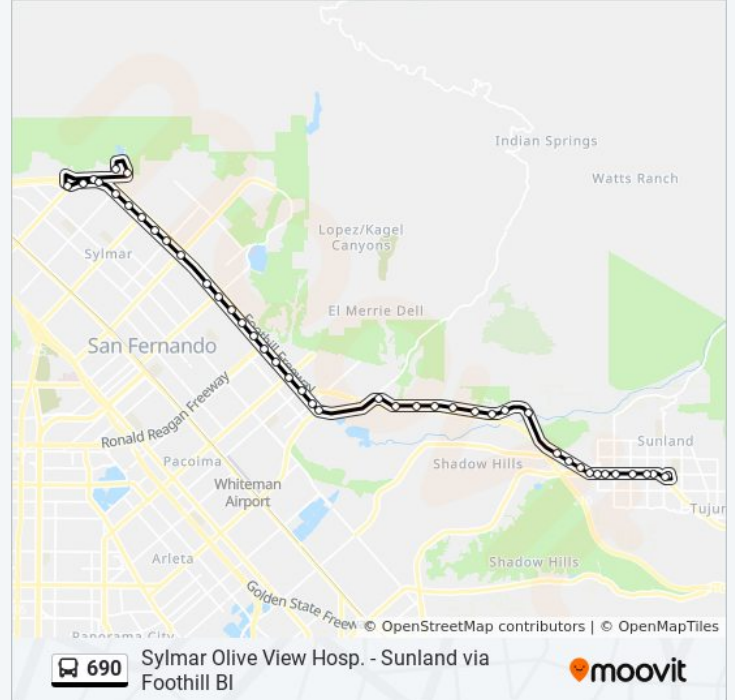 Indian Springs
Watts Ranch
Lopez/Kagel
Canyons
Sylmar
El Merrie Dell
Foothill Freeway
San Fernando
Ronald Reagan Freeway
Sunland
Pacoima
Shadow Hills
Whiteman
Airport
Tujun
Arleta
Shadow Hills
Golden State Freew
© OpenStreetMap contributors | © OpenMapTiles
Panorama City
690
Sylmar Olive View Hosp. - Sunland via
Foothill Bl
moovit